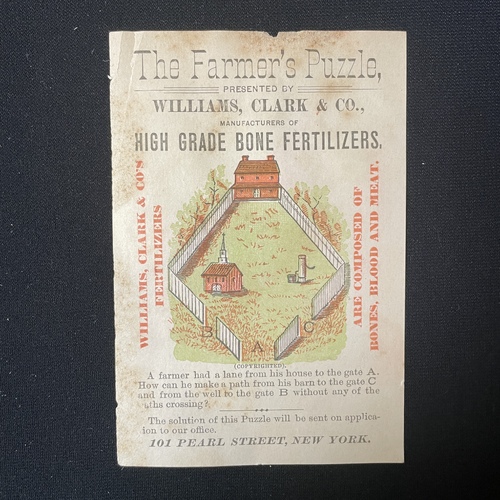 The Farmer's Puzzle,
PRESENTED BY
WILLIAMS, CLARK & CO.,
MANUFACTURERS OF
HIGH GRADE BONE FERTILIZERS.
WILLIAMS, CLARK & CO'S
FERTILIZERS
ARE COMPOSED OF
BONES, BLOOD AND MEAT.
B
A
C
(COPYRIGHTED).
A farmer had a lane from his house to the gate A.
How can he make a path from his barn to the gate C
and from the well to the gate B without any of the
aths crossing?
The solution of this Puzzle will be sent on applica-
ion to our office.
101 PEARL STREET, NEW YORK.